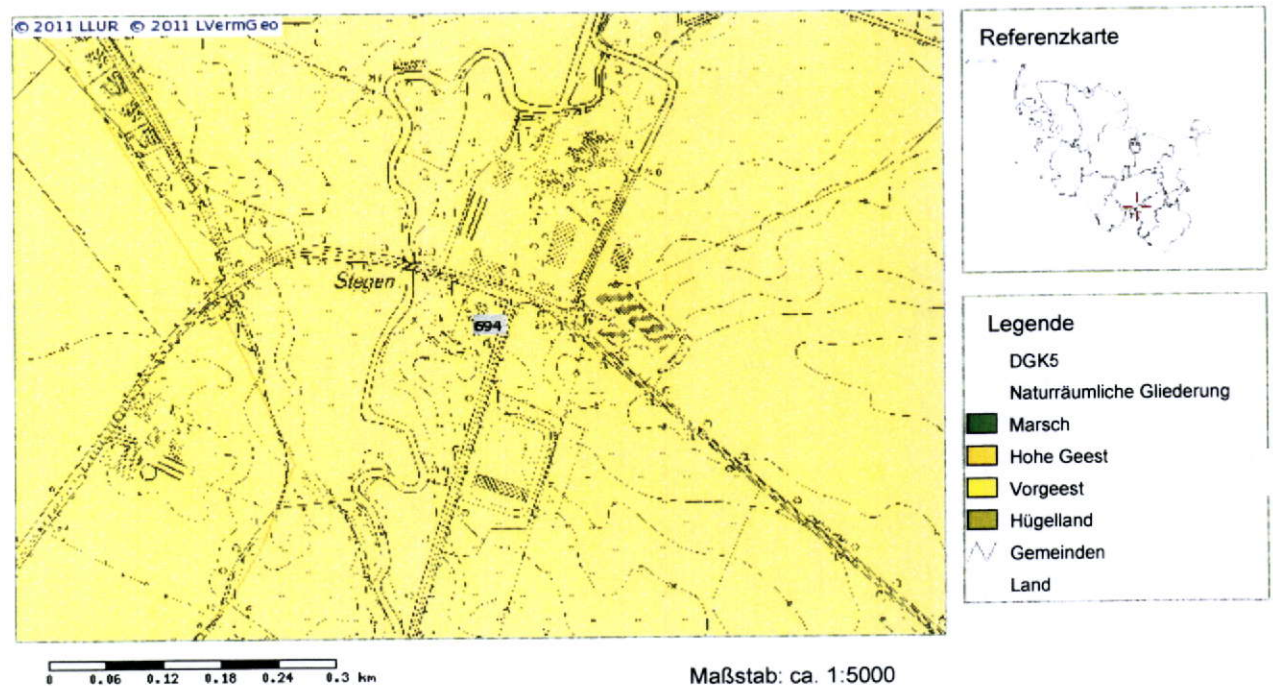 © 2011 LLUR © 2011 LVermGeo
Stegen
694
Referenzkarte
Legende
DGK5
Naturräumliche Gliederung
Marsch
Hohe Geest
Vorgeest
Hügelland
Gemeinden
Land
0 0.06 0.12 0.18 0.24 0.3 km
Maßstab: ca. 1:5000